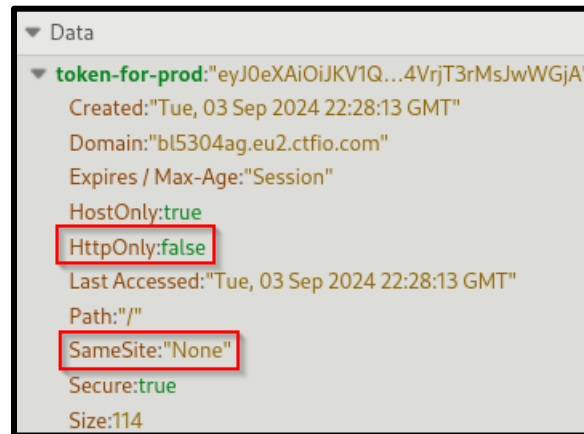 Data
token-for-prod:"eyJ0eXAiOiJKV1Q...4VrjT3rMsJwWGjA"
Created:"Tue, 03 Sep 2024 22:28:13 GMT"
Domain:"bl5304ag.eu2.ctfio.com"
Expires / Max-Age:"Session"
HostOnly:true
HttpOnly:false
Last Accessed:"Tue, 03 Sep 2024 22:28:13 GMT"
Path:"/"
SameSite:"None"
Secure:true
Size:114